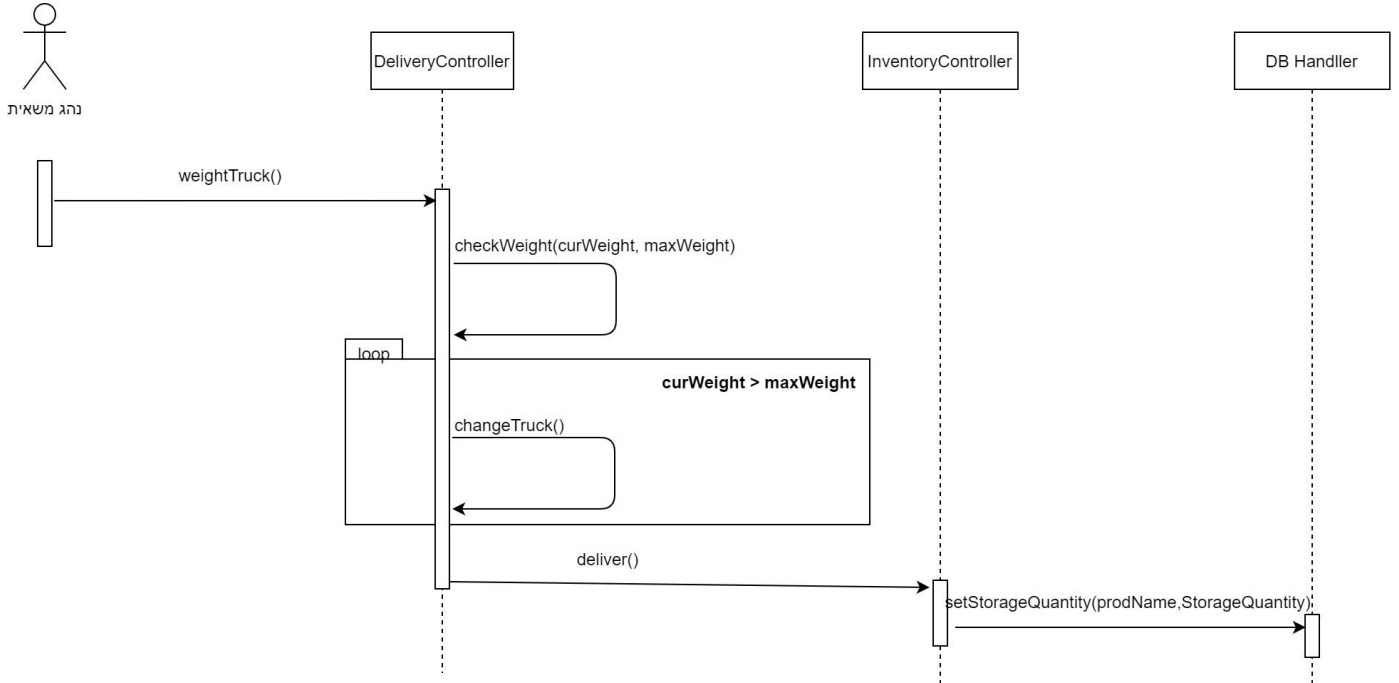 נהג משאית
DeliveryController
InventoryController
DB Handller
weightTruck()
checkWeight(curWeight, maxWeight)
loop
curWeight > maxWeight
changeTruck()
deliver()
setStorageQuantity(prodName,StorageQuantity)